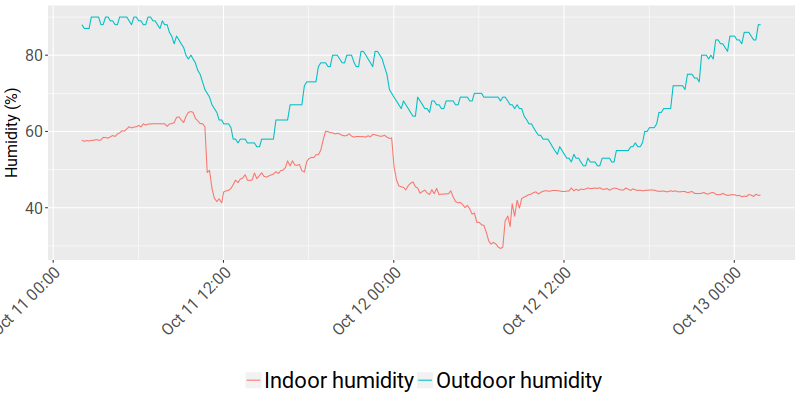 Humidity (%)
80
60
40
Oct 11 00:00
Oct 11 12:00
Oct 12 00:00
Oct 12 12:00
Oct 13 00:00
Indoor humidity
Outdoor humidity